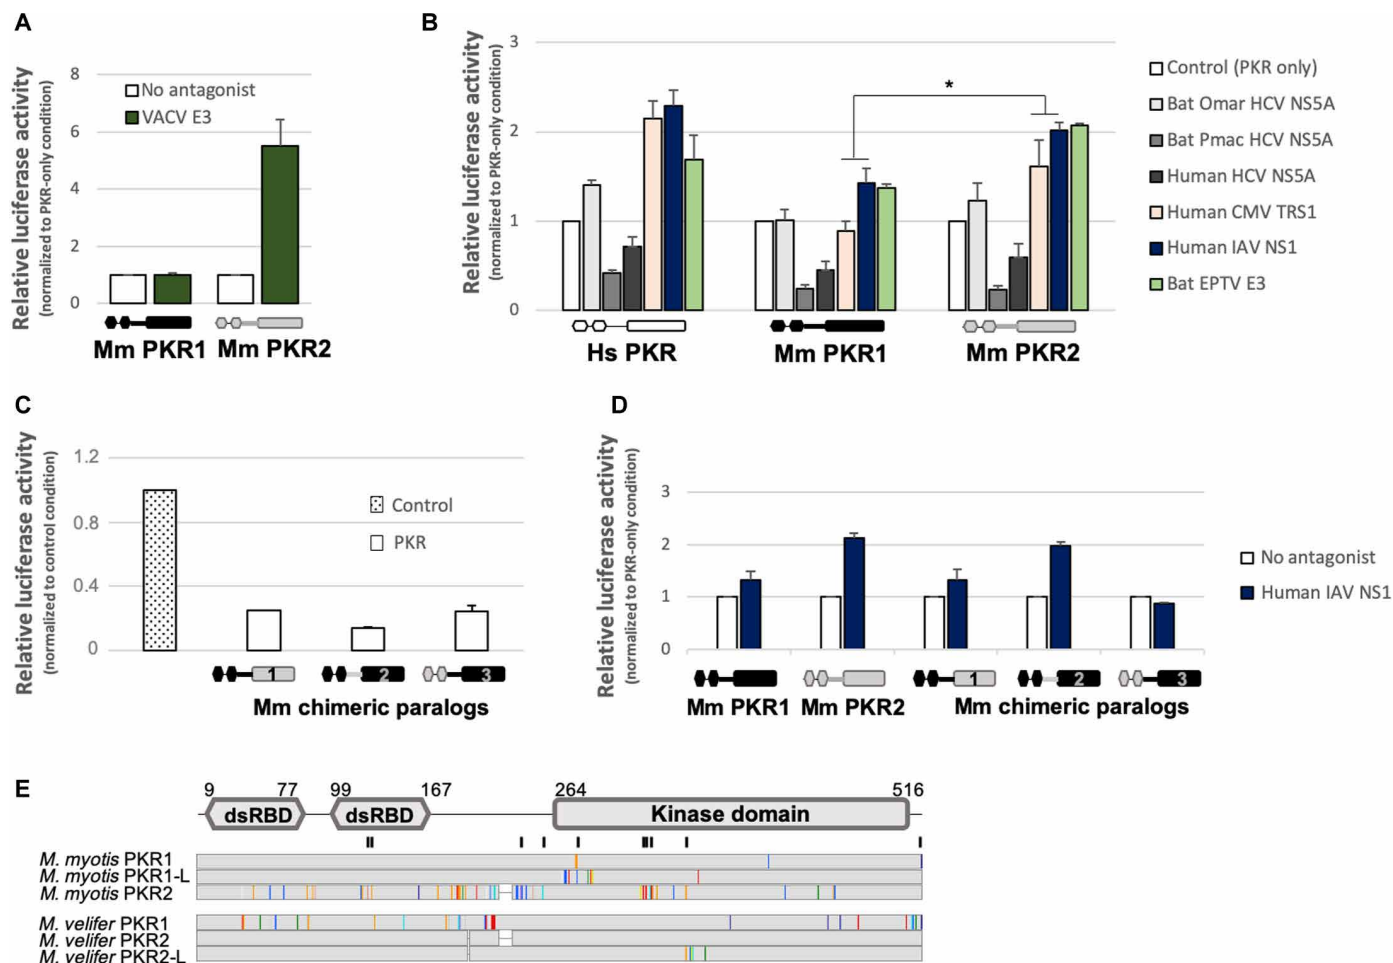 A
Relative luciferase activity
(normalized to PKR-only condition)
8
6
4
2
0
No antagonist
VACV E3
Mm PKR1
Mm PKR2
B
Relative luciferase activity
(normalized to PKR-only condition)
3
2
1
0
*
Hs PKR
Mm PKR1
Mm PKR2
Control (PKR only)
Bat Omar HCV NS5A
Bat Pmac HCV NS5A
Human HCV NS5A
Human CMV TRS1
Human IAV NS1
Bat EPTV E3
C
Relative luciferase activity
(normalized to control condition)
1.2
0.8
0.4
0
Control
PKR
1
2
3
Mm chimeric paralogs
D
Relative luciferase activity
(normalized to PKR-only condition)
3
2
1
0
No antagonist
Human IAV NS1
1
2
3
Mm PKR1
Mm PKR2
Mm chimeric paralogs
E
9 77 99 167 264 516
dsRBD dsRBD Kinase domain
M. myotis PKR1
M. myotis PKR1-L
M. myotis PKR2
M. velifer PKR1
M. velifer PKR2
M. velifer PKR2-L